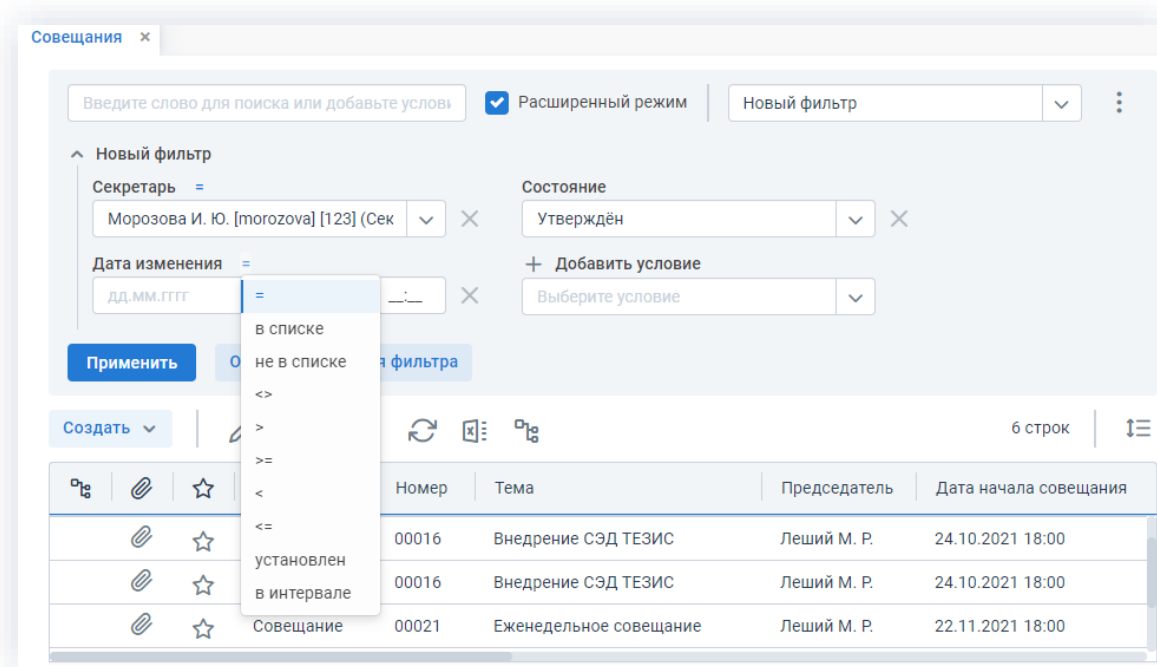 Совещания ×
Введите слово для поиска или добавьте услови
Расширенный режим
Новый фильтр
Новый фильтр
Секретарь =
Состояние
Морозова И. Ю. [morozova] [123] (Сек
Утверждён
Дата изменения =
+ Добавить условие
дд.мм.гггг
__:__
Выберите условие
=
в списке
не в списке
<>
>
>=
<
<=
установлен
в интервале
Применить
О
я фильтра
Создать
6 строк
Номер Тема Председатель Дата начала совещания
00016 Внедрение СЭД ТЕЗИС Леший М. Р. 24.10.2021 18:00
00016 Внедрение СЭД ТЕЗИС Леший М. Р. 24.10.2021 18:00
Совещание 00021 Еженедельное совещание Леший М. Р. 22.11.2021 18:00